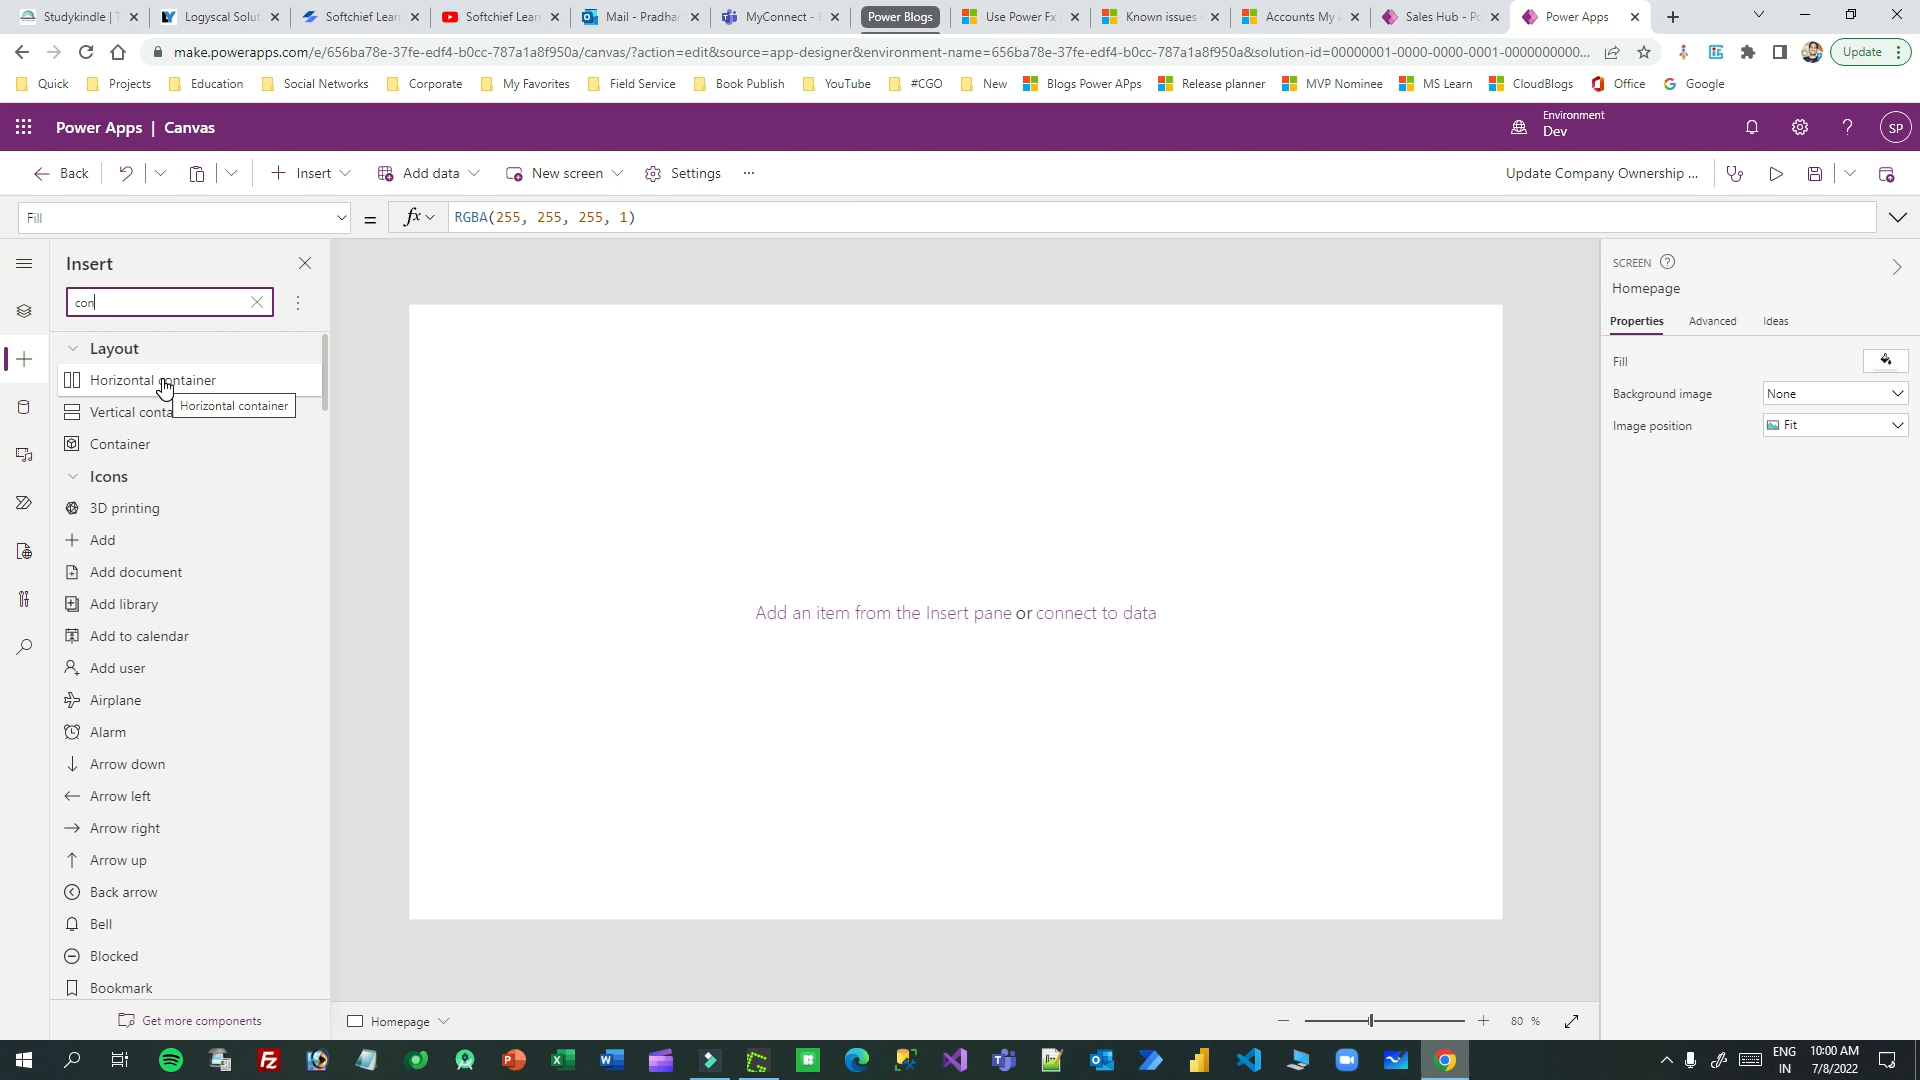 Studykindle | T
Logyscal Solut
Softchief Lear
Softchief Lear
Mail - Pradhan
MyConnect -
Power Blogs
Use Power Fx
Known issues
Accounts My
Sales Hub - Po
Power Apps
make.powerapps.com/e/656ba78e-37fe-edf4-b0cc-787a1a8f950a/canvas/?action=edit&source=app-designer&environment-name=656ba78e-37fe-edf4-b0cc-787a1a8f950a&solution-id=00000001-0000-0000-0001-0000000000...
Update
Quick
Projects
Education
Social Networks
Corporate
My Favorites
Field Service
Book Publish
YouTube
#CGO
New
Blogs Power APps
Release planner
MVP Nominee
MS Learn
CloudBlogs
Office
Google
Power Apps | Canvas
Environment
Dev
SP
Back
Insert
Add data
New screen
Settings
...
Update Company Ownership ...
Fill
=
fx
RGBA(255, 255, 255, 1)
Insert
con
Layout
Horizontal container
Horizontal container
Vertical conta
Container
Icons
3D printing
Add
Add document
Add library
Add to calendar
Add user
Airplane
Alarm
Arrow down
Arrow left
Arrow right
Arrow up
Back arrow
Bell
Blocked
Bookmark
Get more components
Add an item from the Insert pane or connect to data
Homepage
80 %
SCREEN
Homepage
Properties
Advanced
Ideas
Fill
Background image
None
Image position
Fit
ENG
IN
10:00 AM
7/8/2022